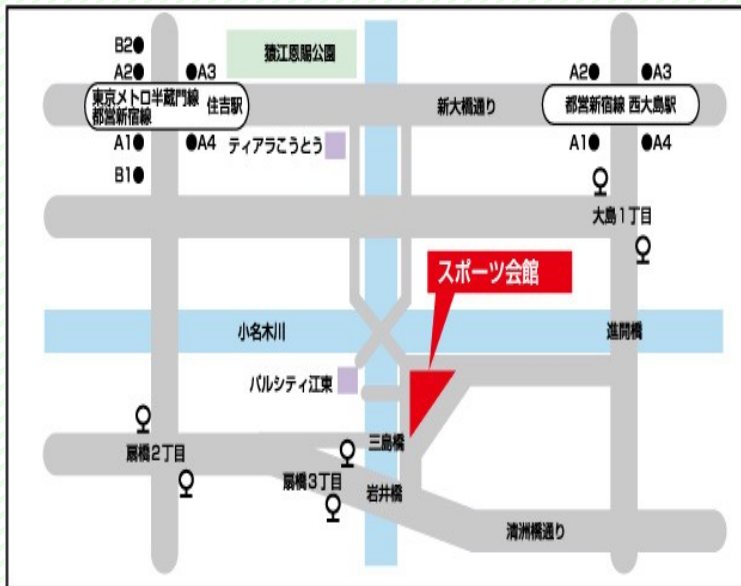 B2
A2
A3
猿江恩賜公園
A2
A3
東京メトロ半蔵門線
都営新宿線
住吉駅
新大橋通り
都営新宿線 西大島駅
A1
A4
ティアラこうとう
A1
A4
B1
大島1丁目
スポーツ会館
小名木川
進開橋
パルシティ江東
扇橋2丁目
三島橋
扇橋3丁目
岩井橋
清洲橋通り